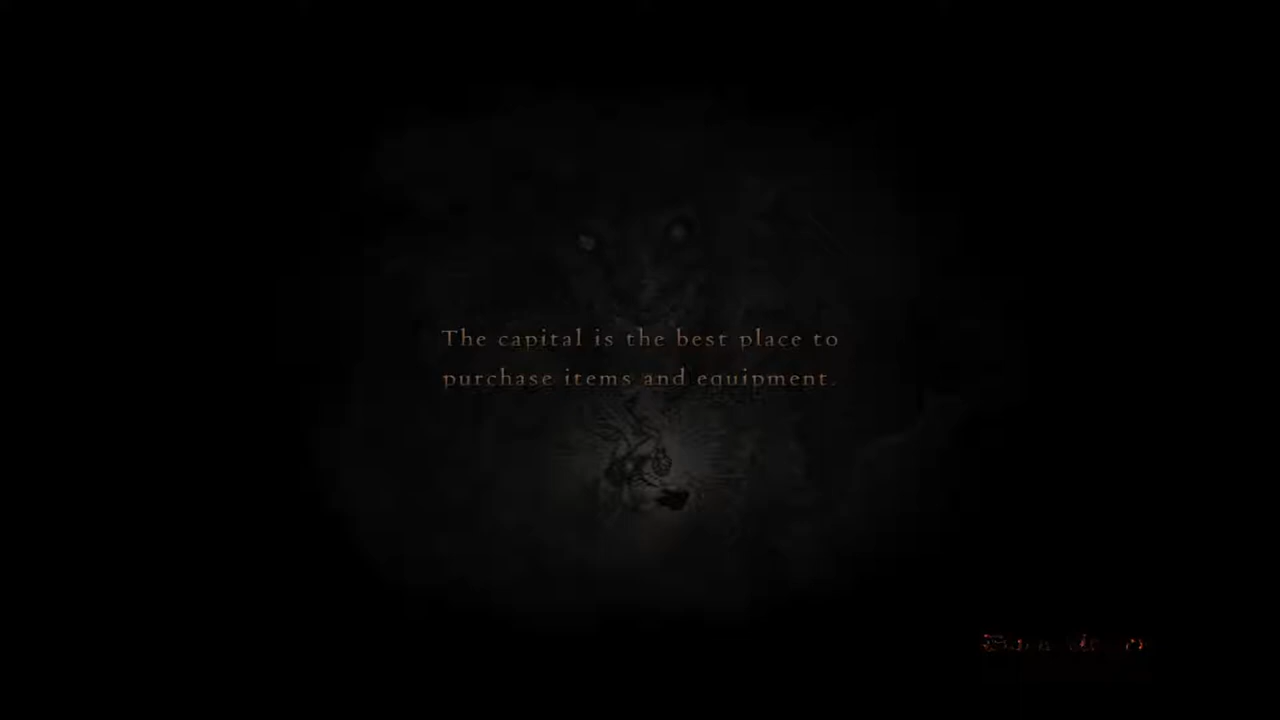 The capital is the best place to
purchase items and equipment.